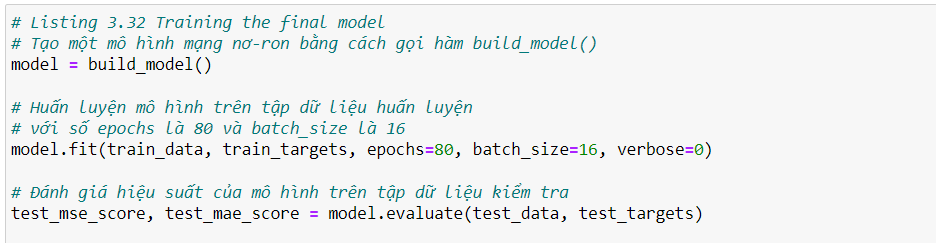 # Listing 3.32 Training the final model
# Tạo một mô hình mạng nơ-ron bằng cách gọi hàm build_model()
model = build_model()
# Huấn luyện mô hình trên tập dữ liệu huấn luyện
# với số epochs là 80 và batch_size là 16
model.fit(train_data, train_targets, epochs=80, batch_size=16, verbose=0)
# Đánh giá hiệu suất của mô hình trên tập dữ liệu kiểm tra
test_mse_score, test_mae_score = model.evaluate(test_data, test_targets)